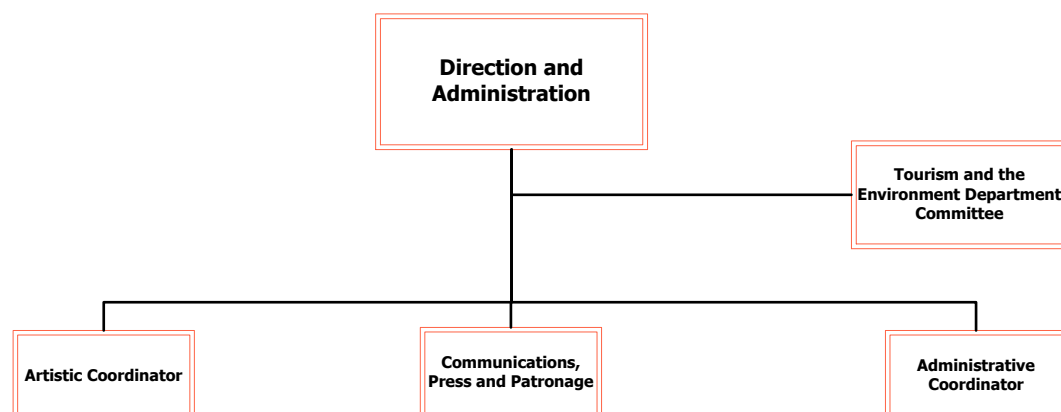 Direction and
Administration
Tourism and the
Environment Department
Committee
Artistic Coordinator
Communications,
Press and Patronage
Administrative
Coordinator